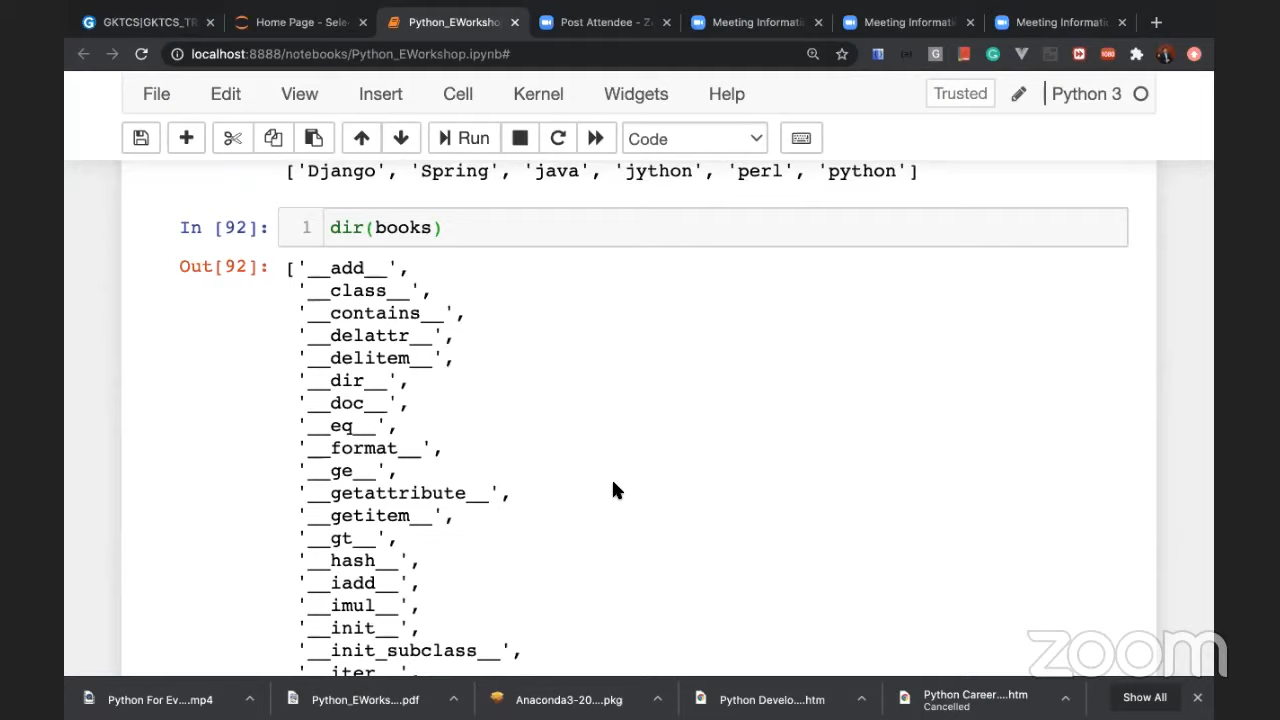 GKTCS|GKTCS_TR
Home Page - Sele
Python_EWorksho
Post Attendee - Z
Meeting Informati
Meeting Informati
Meeting Informati
localhost:8888/notebooks/Python_EWorkshop.ipynb#
File Edit View Insert Cell Kernel Widgets Help Trusted Python 3
Run Code
['Django', 'Spring', 'java', 'jython', 'perl', 'python']
In [92]: 1 dir(books)
Out[92]: ['__add__',
'__class__',
'__contains__',
'__delattr__',
'__delitem__',
'__dir__',
'__doc__',
'__eq__',
'__format__',
'__ge__',
'__getattribute__',
'__getitem__',
'__gt__',
'__hash__',
'__iadd__',
'__imul__',
'__init__',
'__init_subclass__',
'__iter__',
zoom
Python For Ev....mp4
Python_EWorks....pdf
Anaconda3-20....pkg
Python Develo....htm
Python Career....htm
Cancelled
Show All